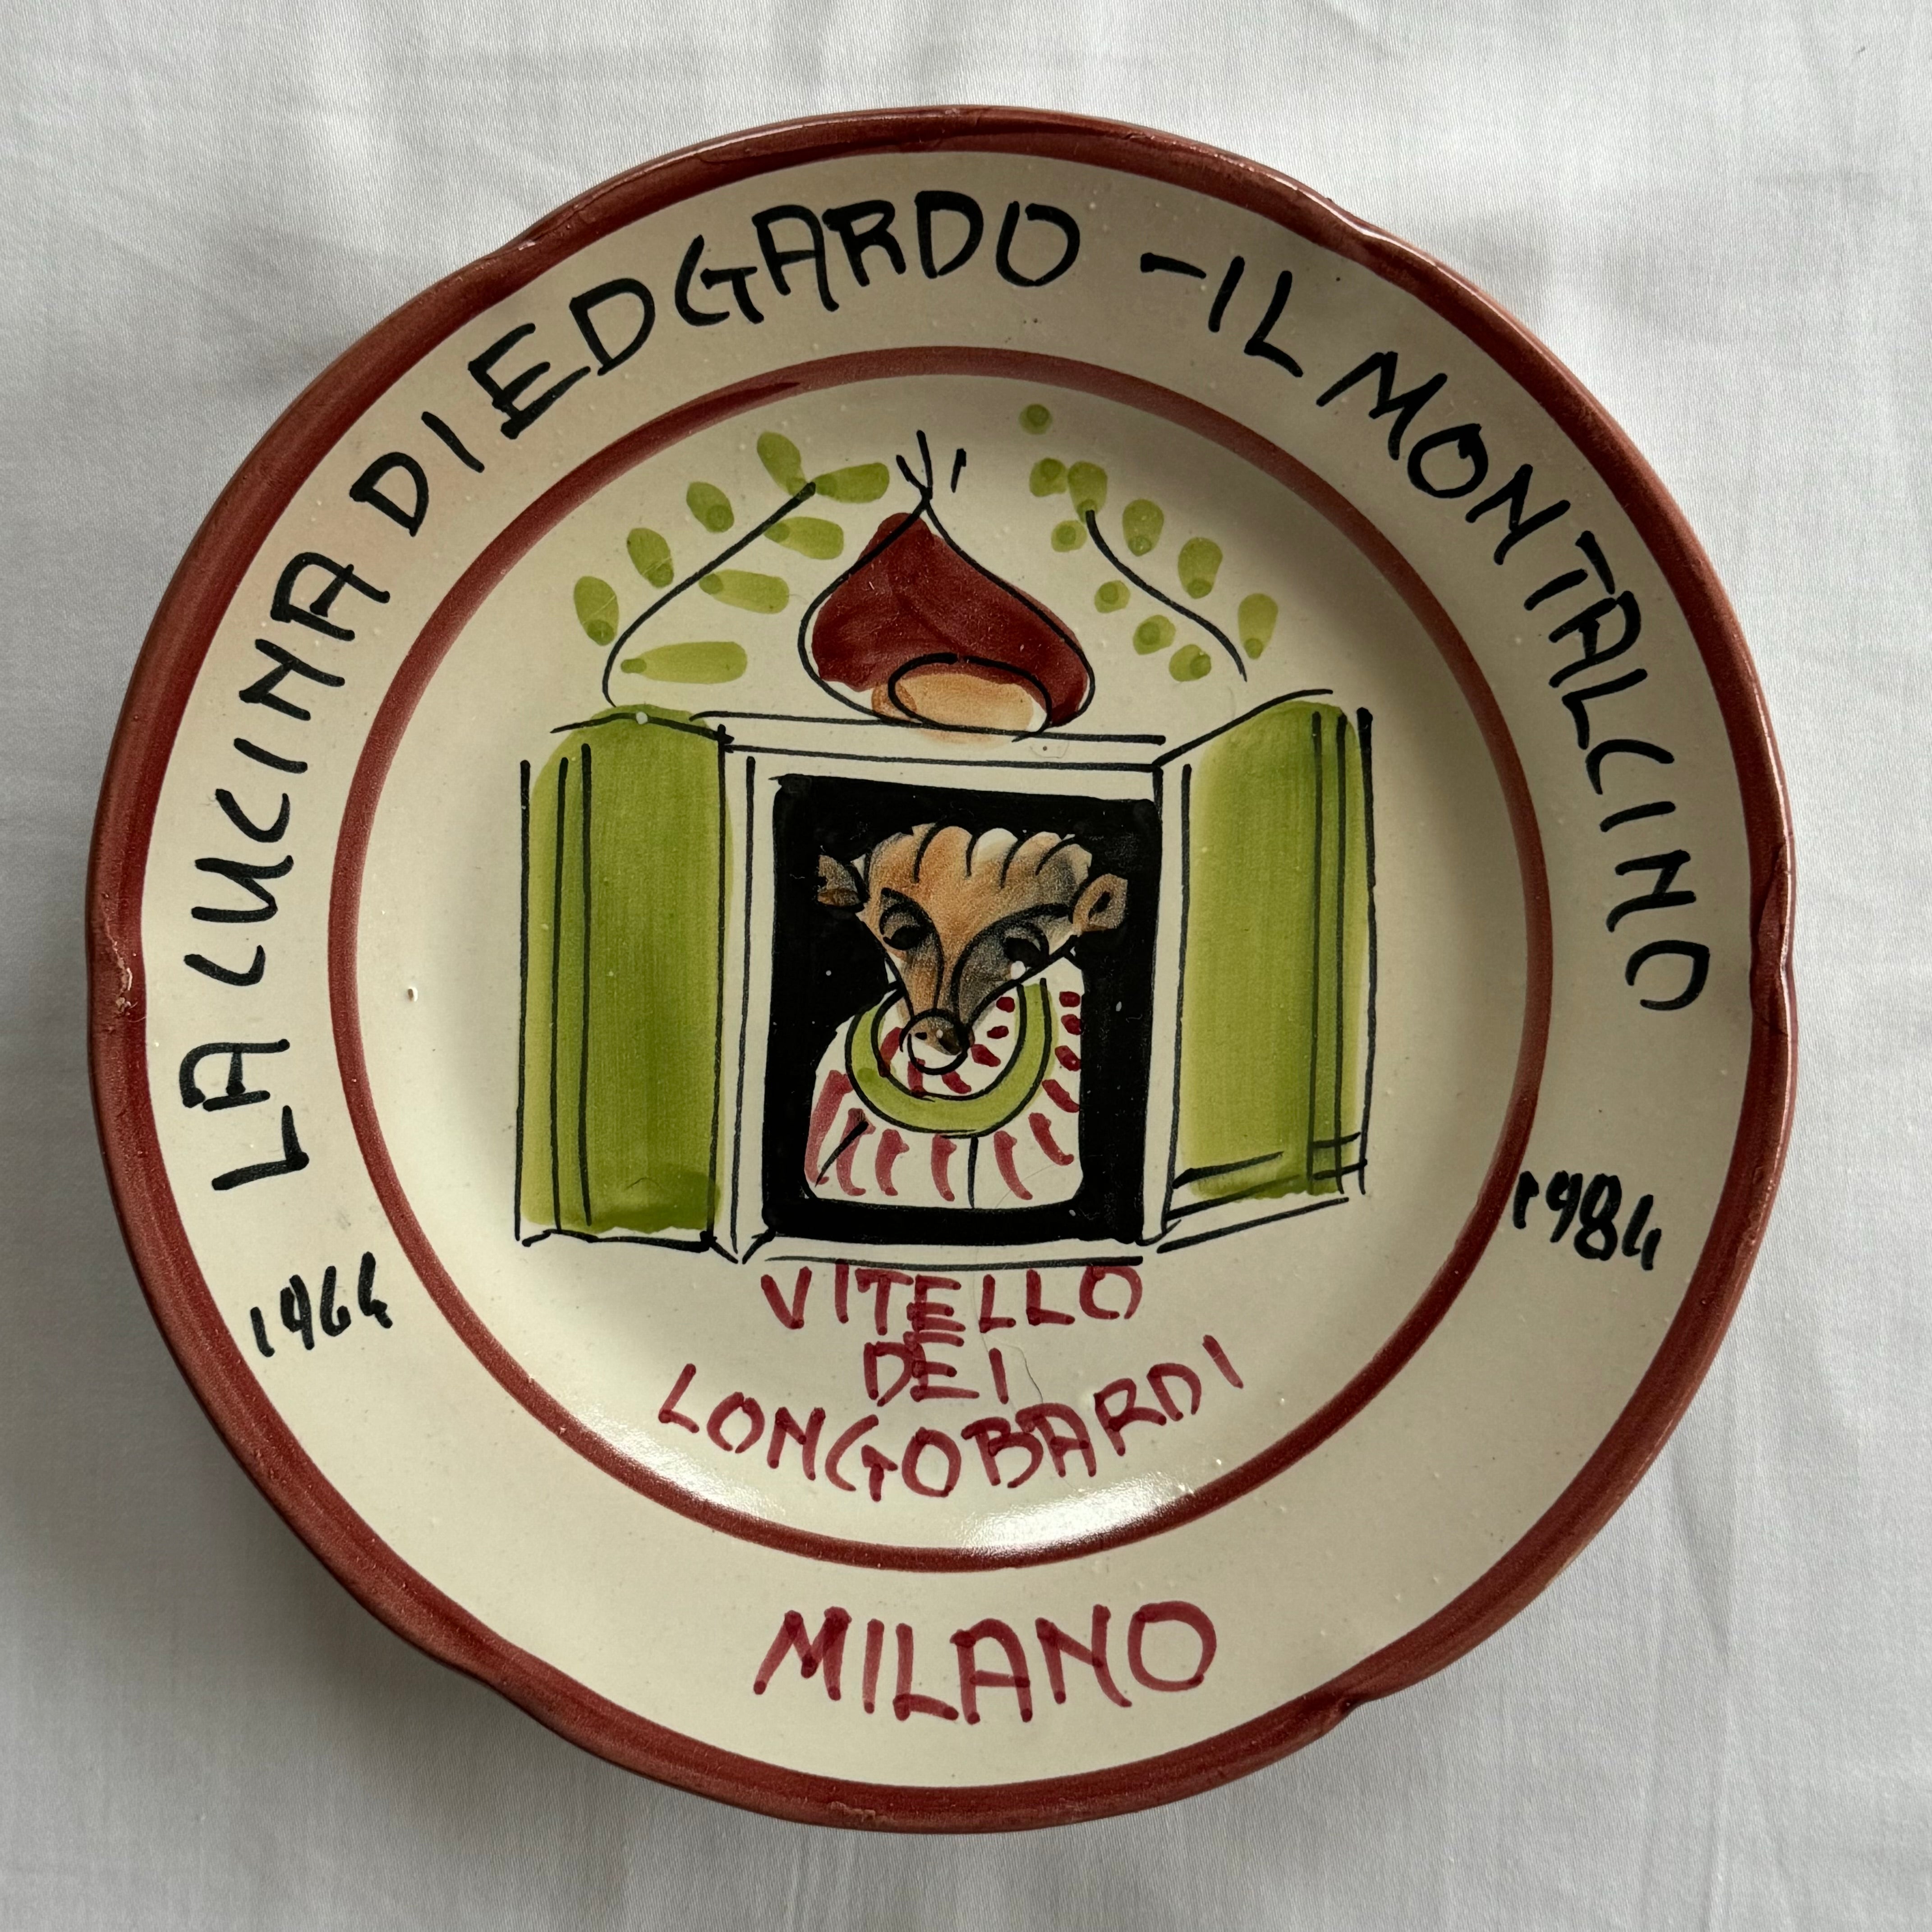 LA CUCINA DI EDGARDO - IL MONTALCINO
1964
1984
VITELLO
DEI
LONGOBARDI
MILANO